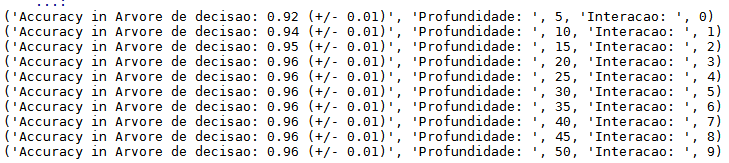 ...:
('Accuracy in Arvore de decisao: 0.92 (+/- 0.01)', 'Profundidade: ', 5, 'Interacao: ', 0)
('Accuracy in Arvore de decisao: 0.94 (+/- 0.01)', 'Profundidade: ', 10, 'Interacao: ', 1)
('Accuracy in Arvore de decisao: 0.95 (+/- 0.01)', 'Profundidade: ', 15, 'Interacao: ', 2)
('Accuracy in Arvore de decisao: 0.96 (+/- 0.01)', 'Profundidade: ', 20, 'Interacao: ', 3)
('Accuracy in Arvore de decisao: 0.96 (+/- 0.01)', 'Profundidade: ', 25, 'Interacao: ', 4)
('Accuracy in Arvore de decisao: 0.96 (+/- 0.01)', 'Profundidade: ', 30, 'Interacao: ', 5)
('Accuracy in Arvore de decisao: 0.96 (+/- 0.01)', 'Profundidade: ', 35, 'Interacao: ', 6)
('Accuracy in Arvore de decisao: 0.96 (+/- 0.01)', 'Profundidade: ', 40, 'Interacao: ', 7)
('Accuracy in Arvore de decisao: 0.96 (+/- 0.01)', 'Profundidade: ', 45, 'Interacao: ', 8)
('Accuracy in Arvore de decisao: 0.96 (+/- 0.01)', 'Profundidade: ', 50, 'Interacao: ', 9)